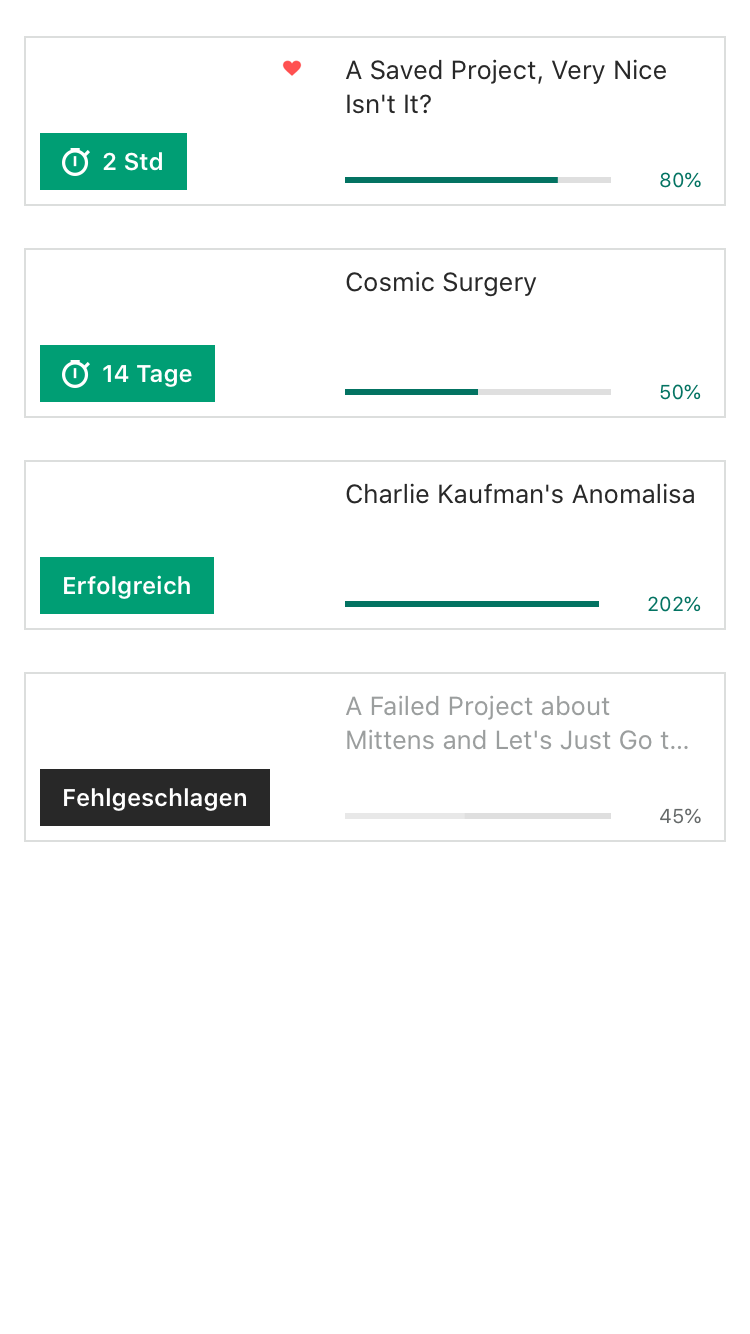 A Saved Project, Very Nice
Isn't It?
2 Std
80%
Cosmic Surgery
14 Tage
50%
Charlie Kaufman's Anomalisa
Erfolgreich
202%
A Failed Project about
Mittens and Let's Just Go t...
Fehlgeschlagen
45%